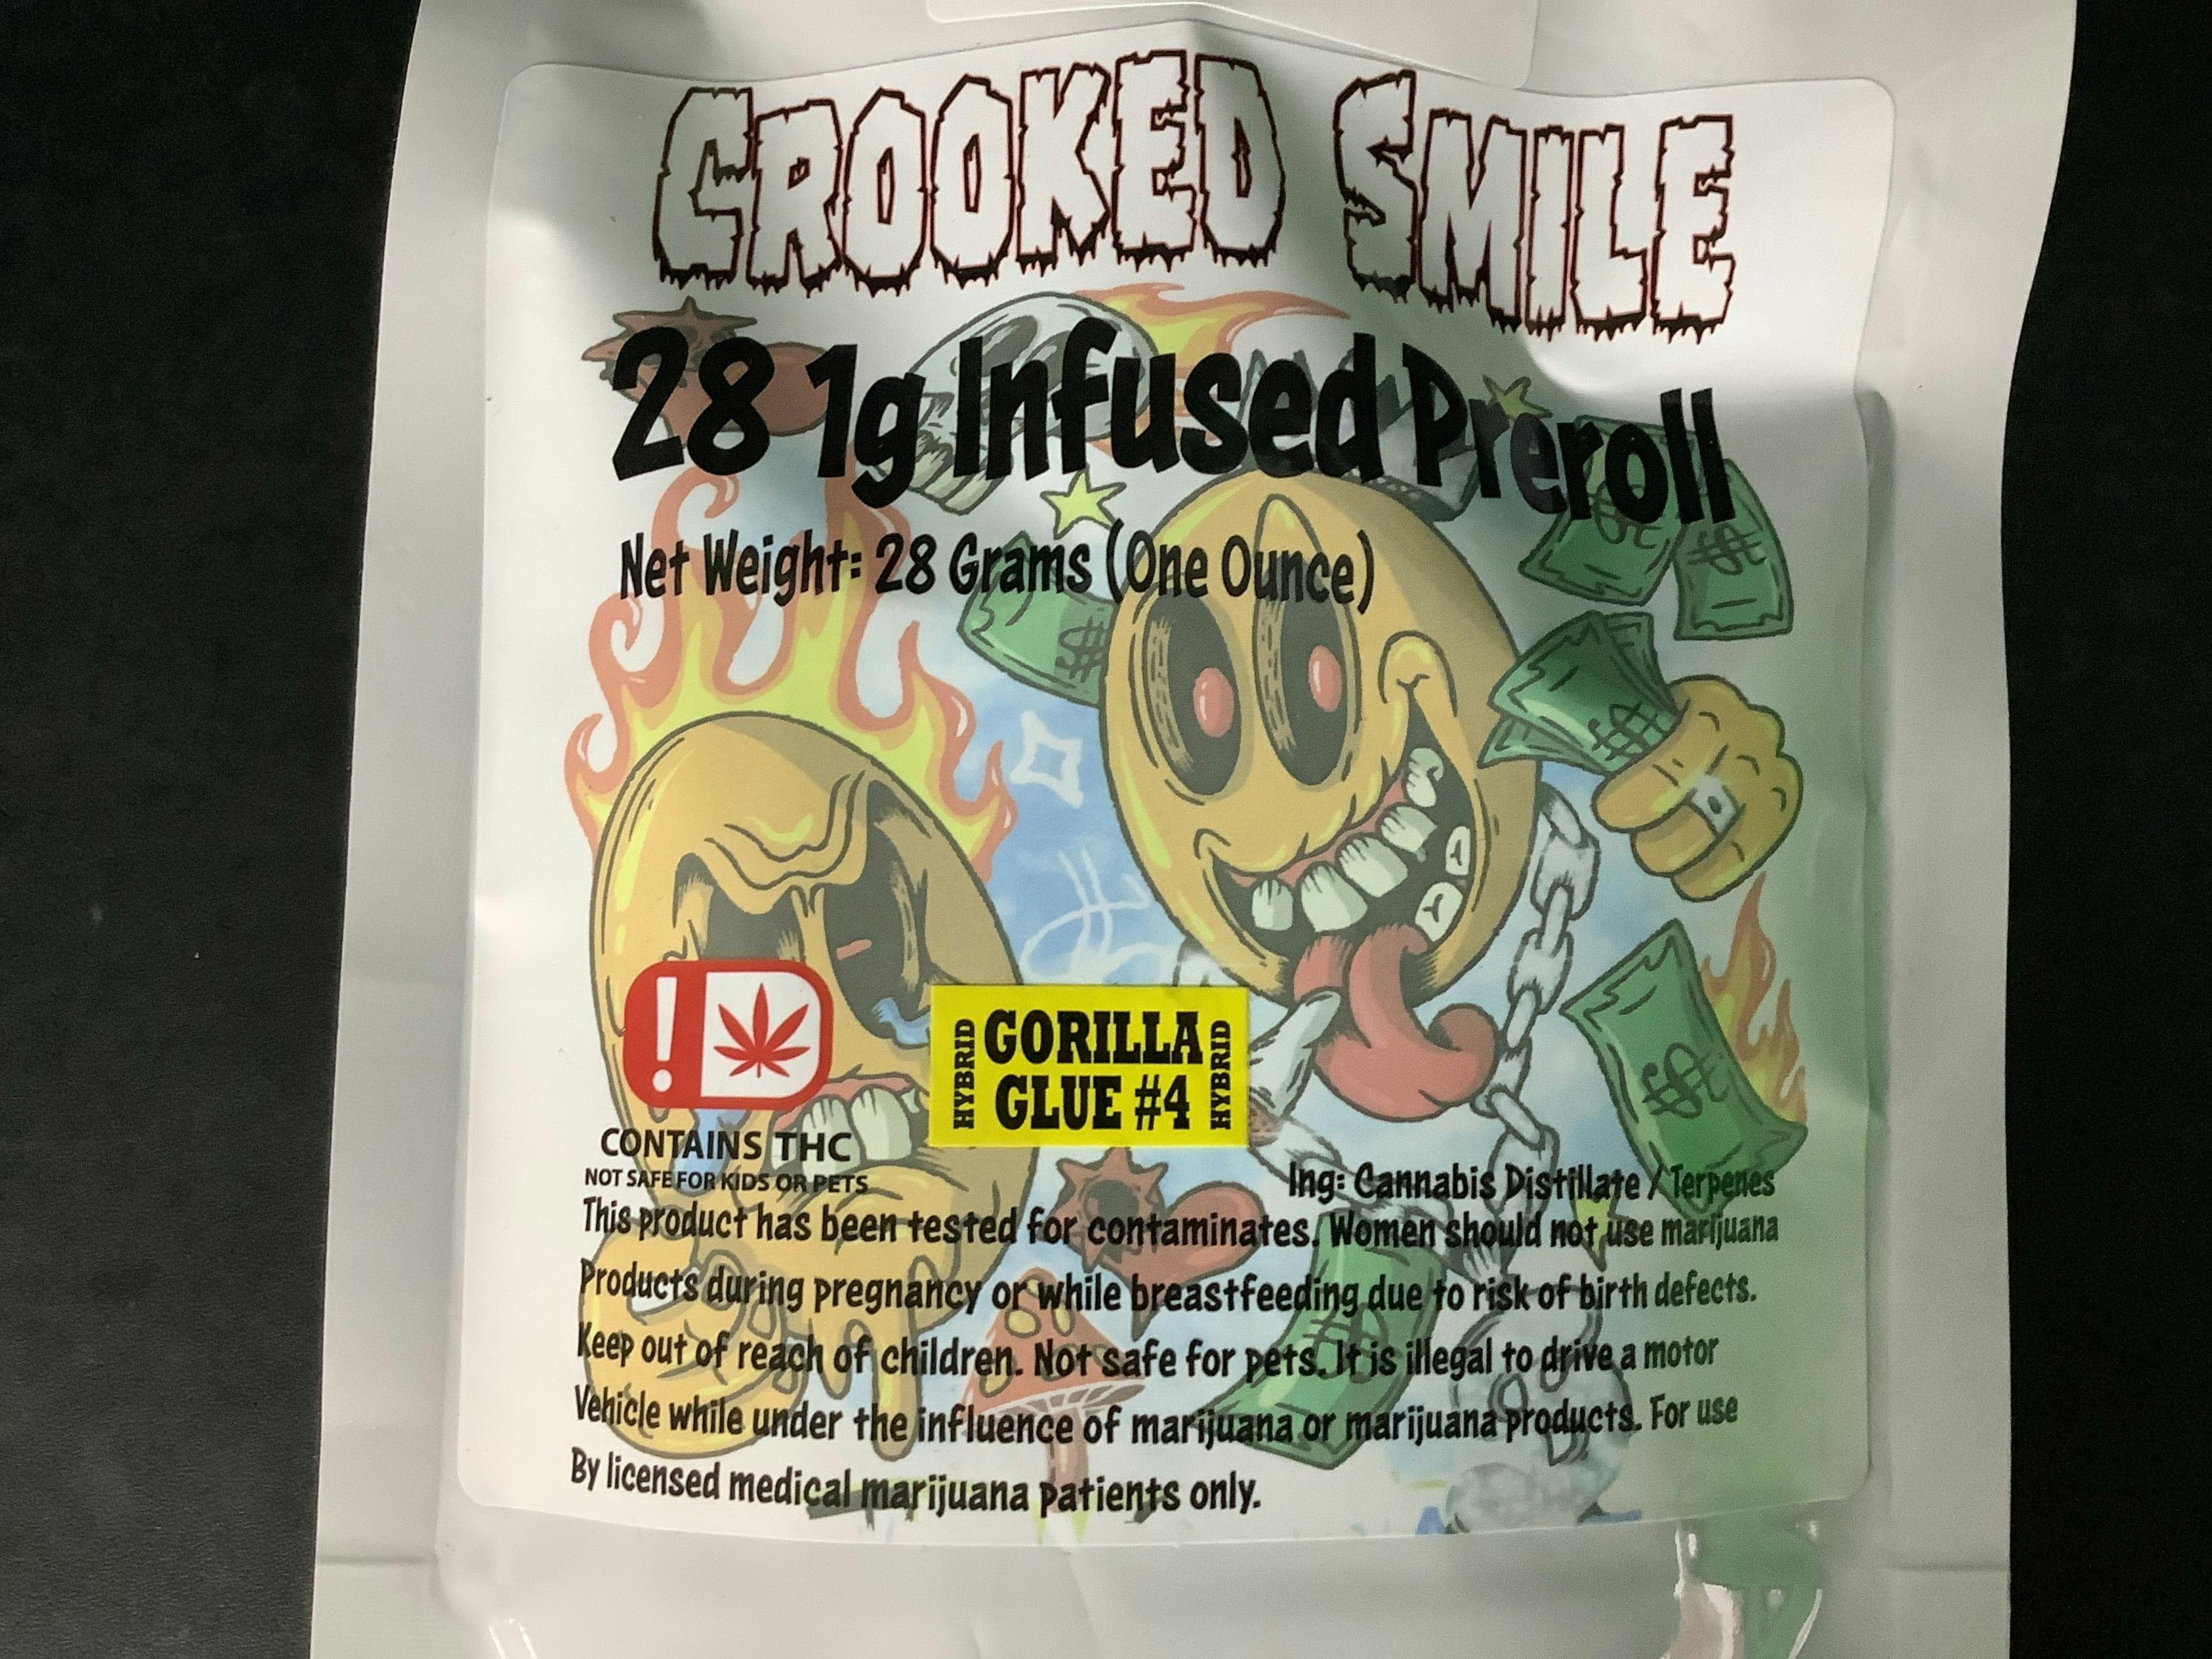 CROOKED SMILE
28 1g Infused Preroll
Net Weight: 28 Grams (One Ounce)
!
HYBRID
GORILLA
GLUE #4
HYBRID
CONTAINS THC
NOT SAFE FOR KIDS OR PETS
Ing: Cannabis Distillate / Terpenes
This product has been tested for contaminates. Women should not use marijuana
Products during pregnancy or while breastfeeding due to risk of birth defects.
Keep out of reach of children. Not safe for pets. It is illegal to drive a motor
Vehicle while under the influence of marijuana or marijuana products. For use
By licensed medical marijuana patients only.